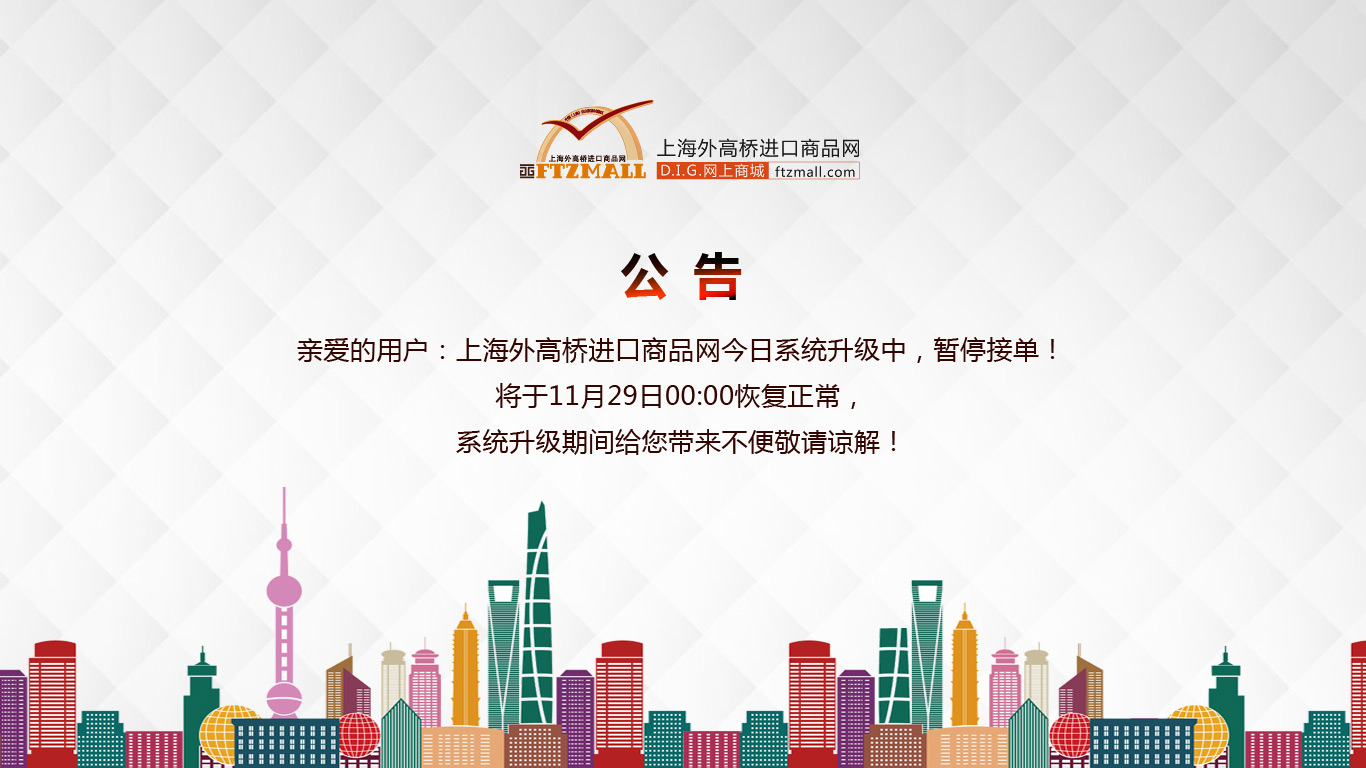 上海外高桥进口商品网
FTZMALL
上海外高桥进口商品网
D.I.G.网上商城 ftzmall.com
公告
亲爱的用户：上海外高桥进口商品网今日系统升级中，暂停接单！
将于11月29日00:00恢复正常，
系统升级期间给您带来不便敬请谅解！